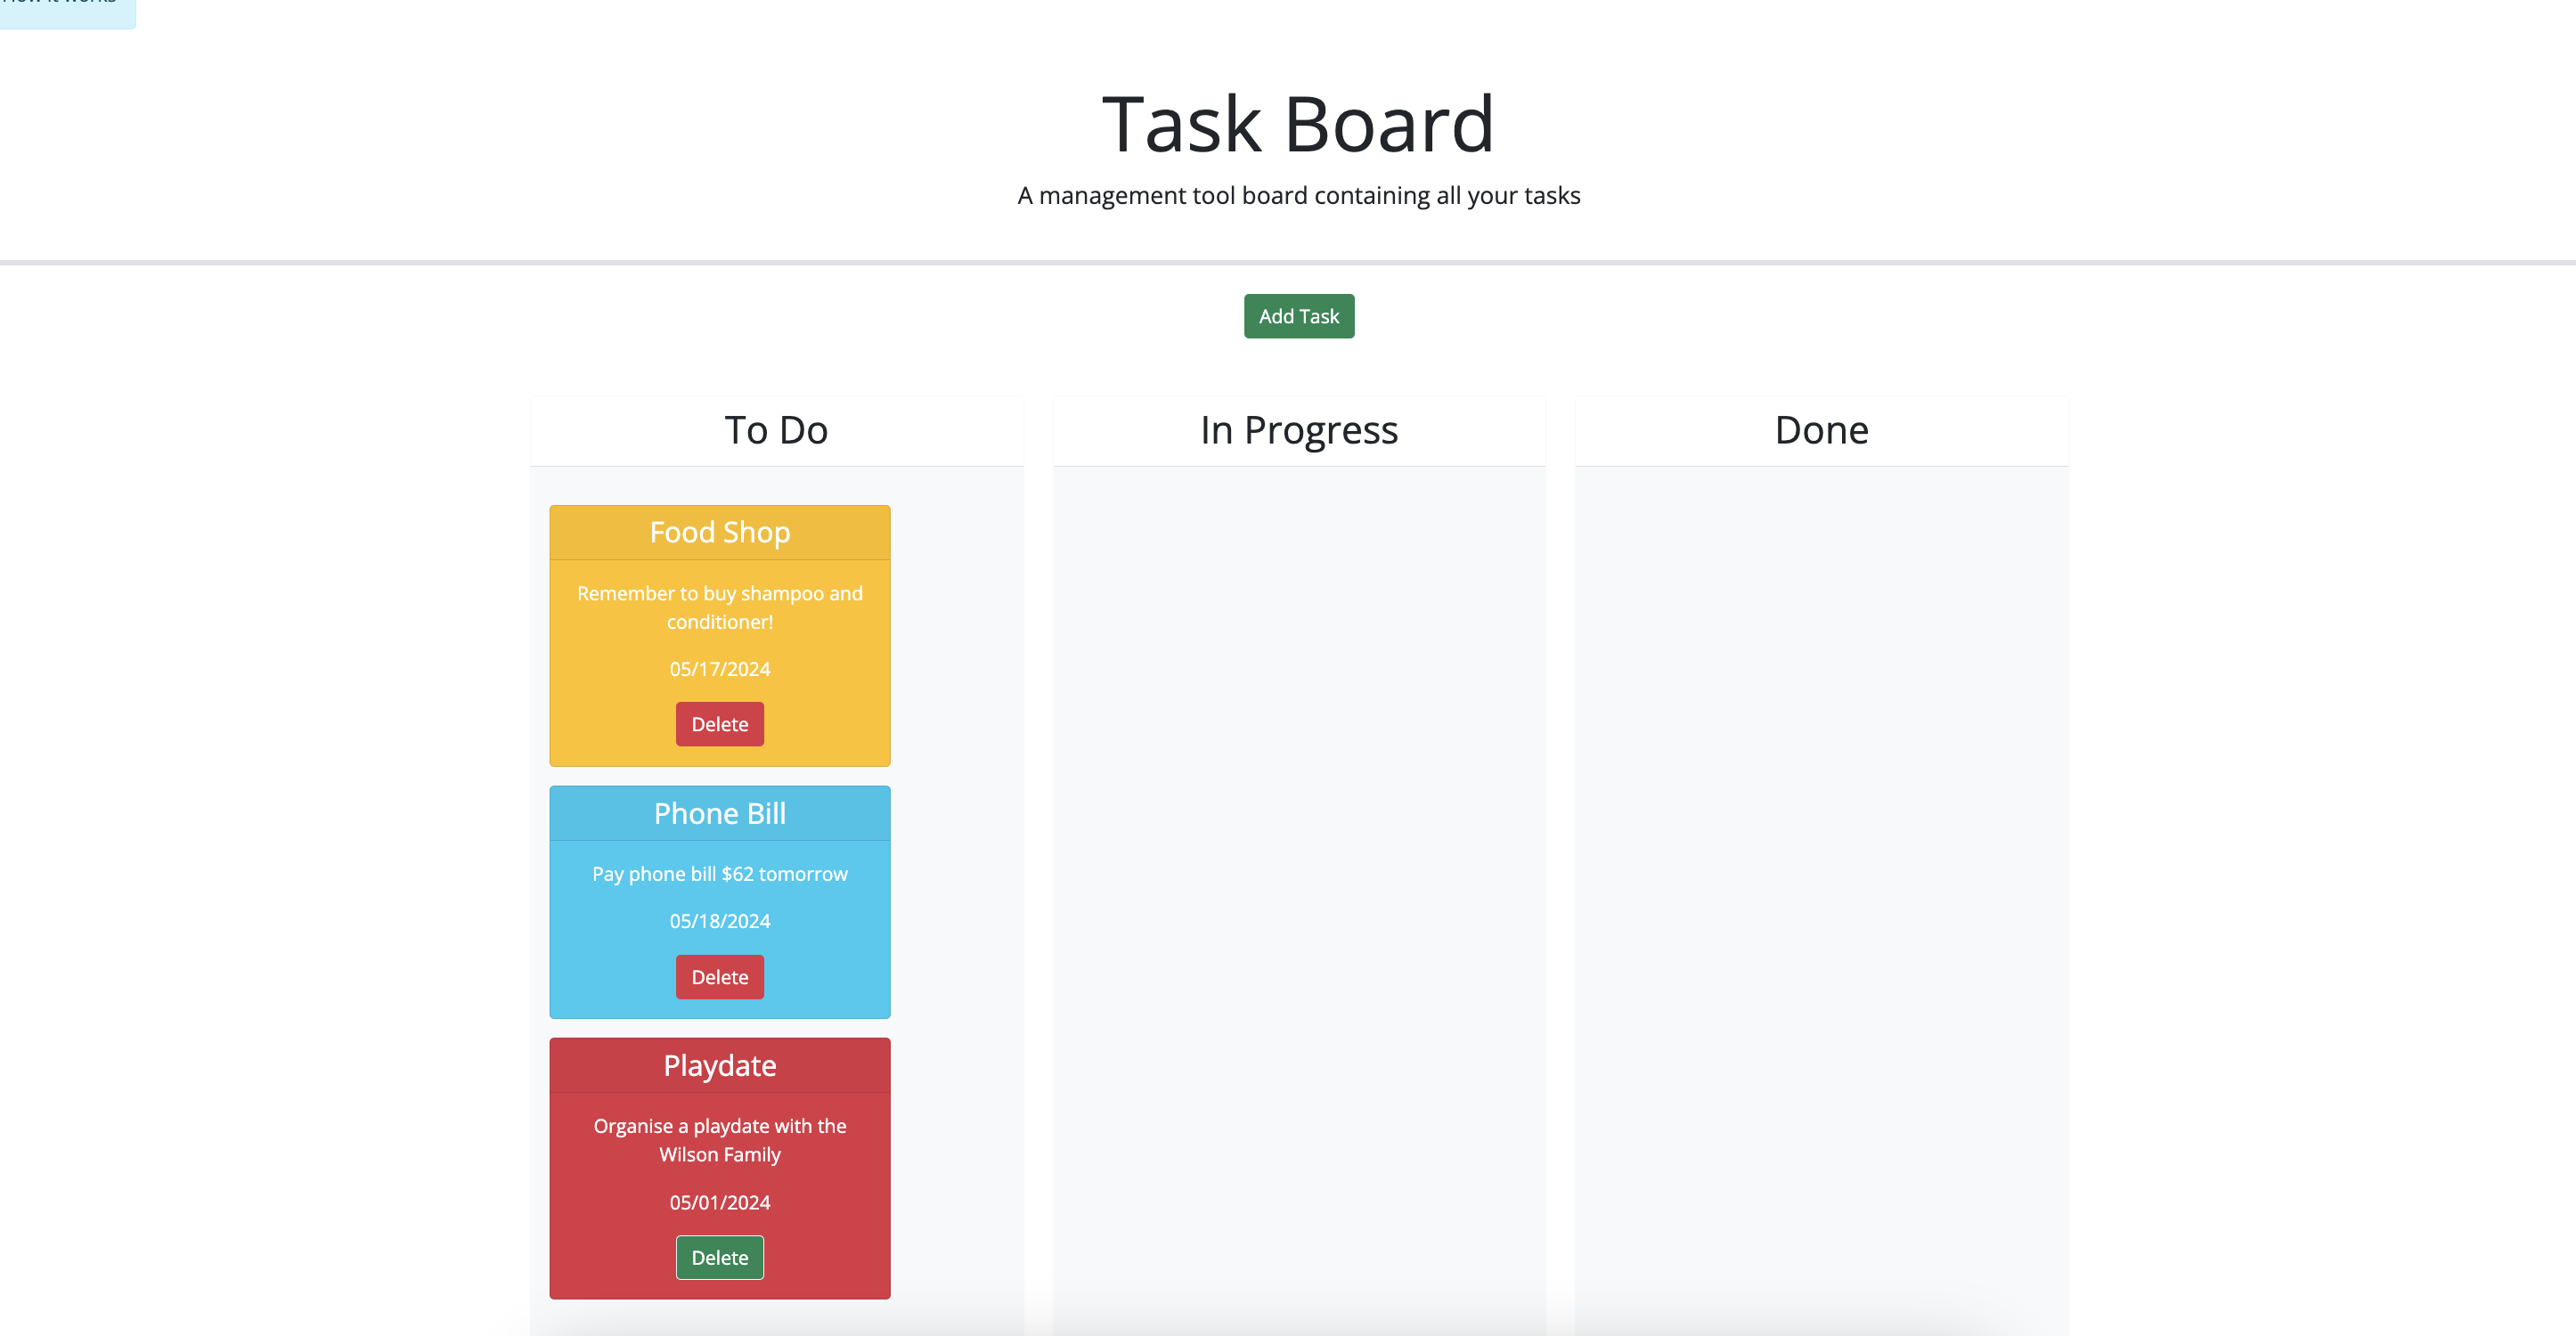 How it works
Task Board
A management tool board containing all your tasks
Add Task
To Do
In Progress
Done
Food Shop
Remember to buy shampoo and
conditioner!
05/17/2024
Delete
Phone Bill
Pay phone bill $62 tomorrow
05/18/2024
Delete
Playdate
Organise a playdate with the
Wilson Family
05/01/2024
Delete